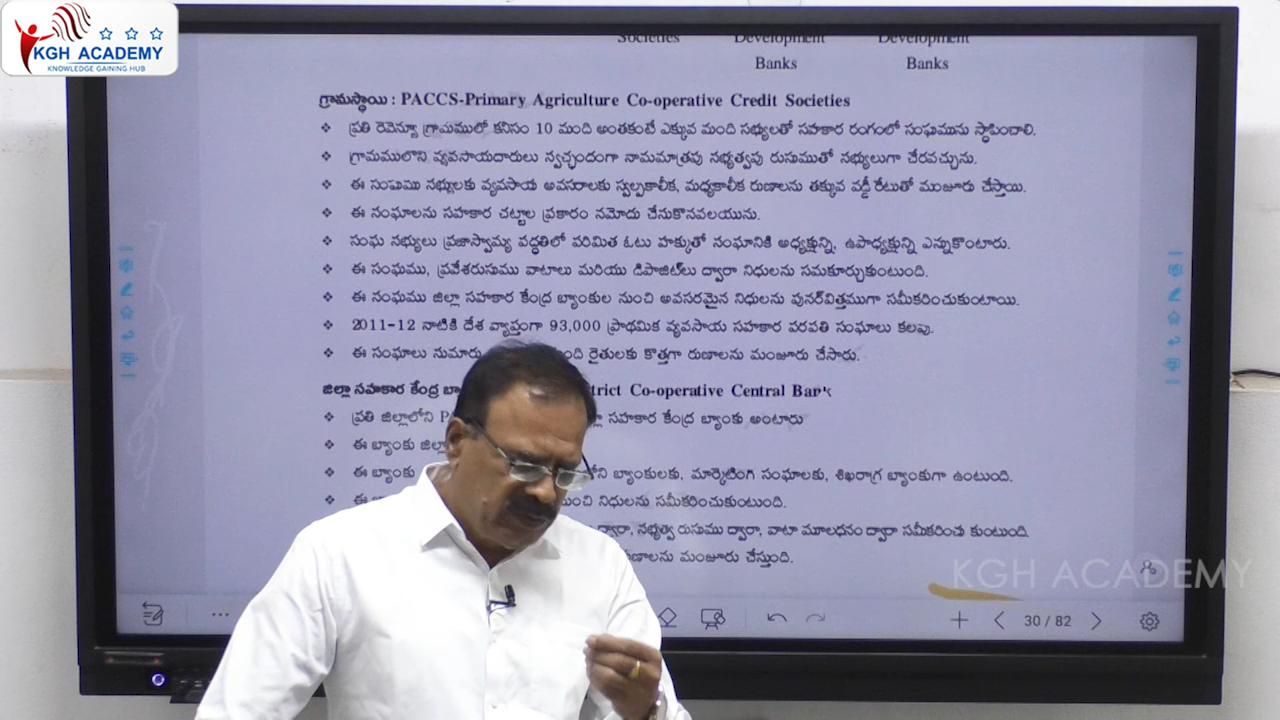 KGH ACADEMY
KNOWLEDGE GAINING HUB
Societies Development Development
Banks Banks
గ్రామస్థాయి : PACCS-Primary Agriculture Co-operative Credit Societies
❖ ప్రతి రెవెన్యూ గ్రామములో కనీసం 10 మంది అంతకంటే ఎక్కువ మంది సభ్యులతో సహకార రంగంలో సంఘమును స్థాపించాలి.
❖ గ్రామములోని వ్యవసాయదారులు స్వచ్ఛందంగా నామమాత్రపు సభ్యత్వపు రుసుముతో సభ్యులుగా చేరవచ్చును.
❖ ఈ సంఘము సభ్యులకు వ్యవసాయ అవసరాలకు స్వల్పకాలీక, మధ్యకాలీక రుణాలను తక్కువ వడ్డీ రేటుతో మంజూరు చేస్తాయి.
❖ ఈ సంఘాలను సహకార చట్టాల ప్రకారం నమోదు చేసుకొనవలయును.
❖ సంఘ సభ్యులు ప్రజాస్వామ్య పద్ధతిలో పరిమిత ఓటు హక్కుతో సంఘానికి అధ్యక్షున్ని, ఉపాధ్యక్షున్ని ఎన్నుకొంటారు.
❖ ఈ సంఘము, ప్రవేశరుసుము వాటాలు మరియు డిపాజిట్‌లు ద్వారా నిధులను సమకూర్చుకుంటుంది.
❖ ఈ సంఘము జిల్లా సహకార కేంద్ర బ్యాంకుల నుంచి అవసరమైన నిధులను పునర్‌విత్తముగా సమీకరించుకుంటాయి.
❖ 2011-12 నాటికి దేశ వ్యాప్తంగా 93,000 ప్రాథమిక వ్యవసాయ సహకార పరపతి సంఘాలు కలవు.
❖ ఈ సంఘాలు సుమారు రైతులకు కొత్తగా రుణాలను మంజూరు చేసారు.
జిల్లా సహకార కేంద్ర Co-operative Central Bank
❖ ప్రతి జిల్లాలోని సహకార కేంద్ర బ్యాంకు అంటారు
❖ ఈ బ్యాంకు
❖ ఈ బ్యాంకు బ్యాంకులకు, మార్కెటింగ్ సంఘాలకు, శిఖరాగ్ర బ్యాంకుగా ఉంటుంది.
❖ ఈ నిధులను సమీకరించుకుంటుంది.
ద్వారా, సభ్యత్వ రుసుము ద్వారా, వాటా మూలధనం ద్వారా సమీకరించు కుంటుంది
మంజూరు చేస్తుంది.
KGH ACADEMY
30 / 82